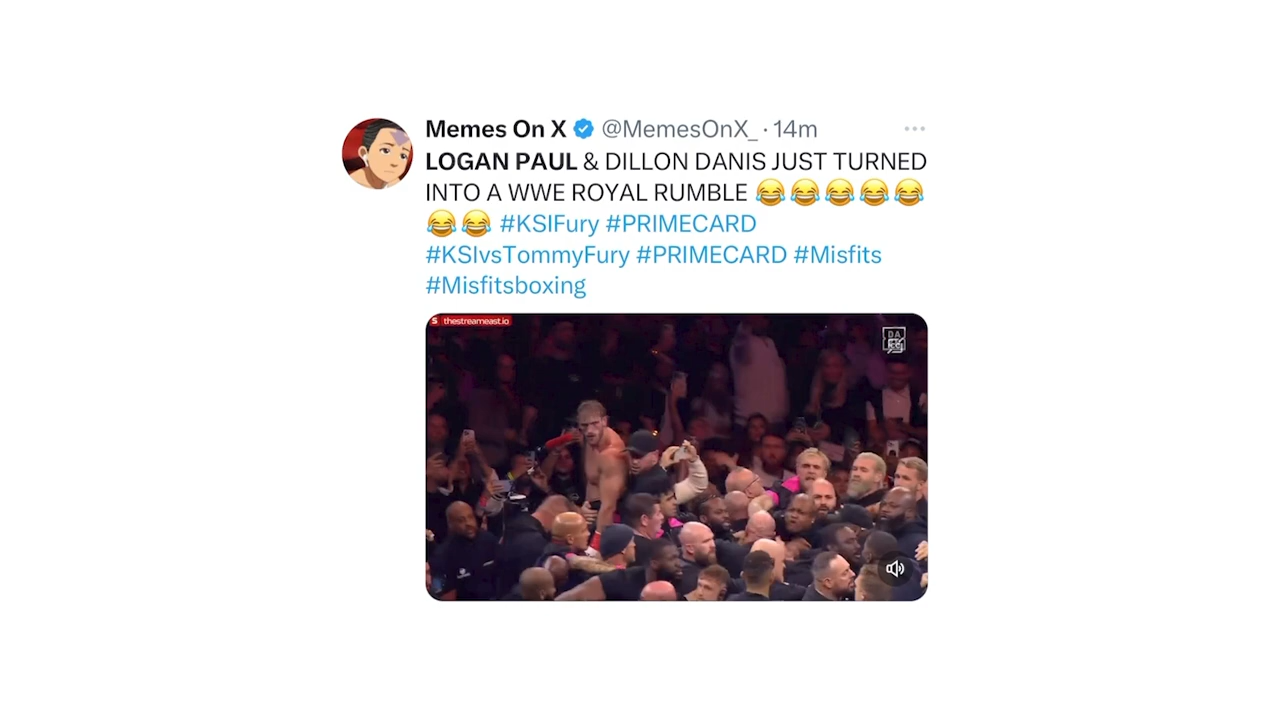 Memes On X @MemesOnX_ · 14m
LOGAN PAUL & DILLON DANIS JUST TURNED
INTO A WWE ROYAL RUMBLE 😂😂😂😂😂
😂😂 #KSIFury #PRIMECARD
#KSIvsTommyFury #PRIMECARD #Misfits
#Misfitsboxing
S thestreameast.io
DA